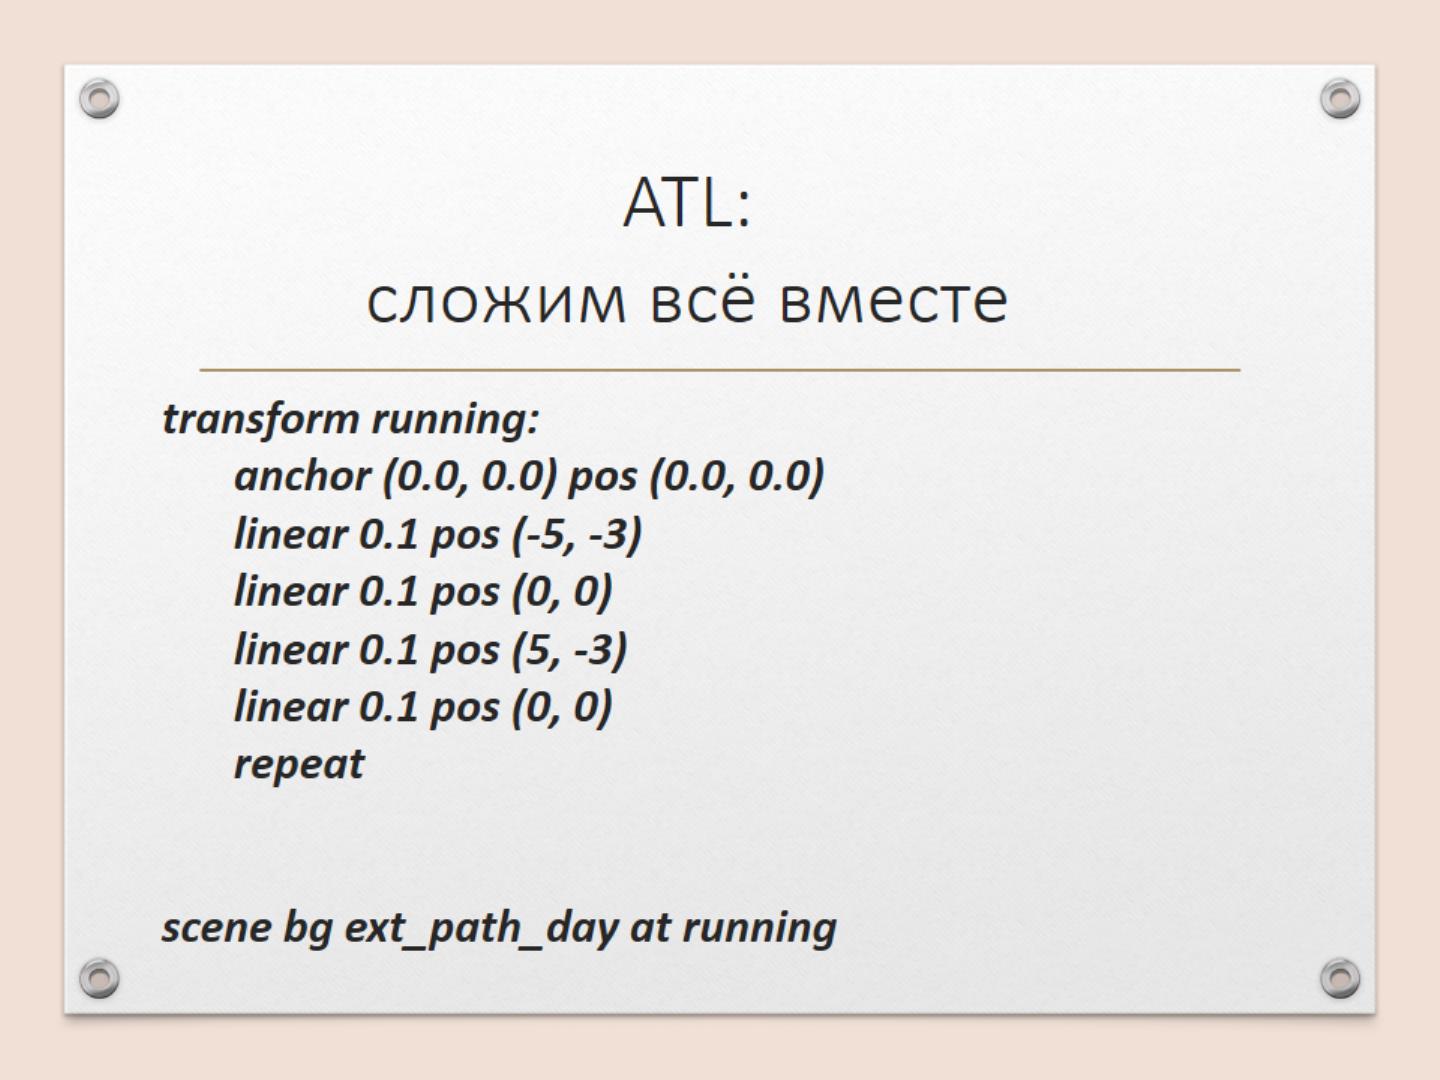 ATL:
сложим всё вместе
transform running:
anchor (0.0, 0.0) pos (0.0, 0.0)
linear 0.1 pos (-5, -3)
linear 0.1 pos (0, 0)
linear 0.1 pos (5, -3)
linear 0.1 pos (0, 0)
repeat
scene bg ext_path_day at running